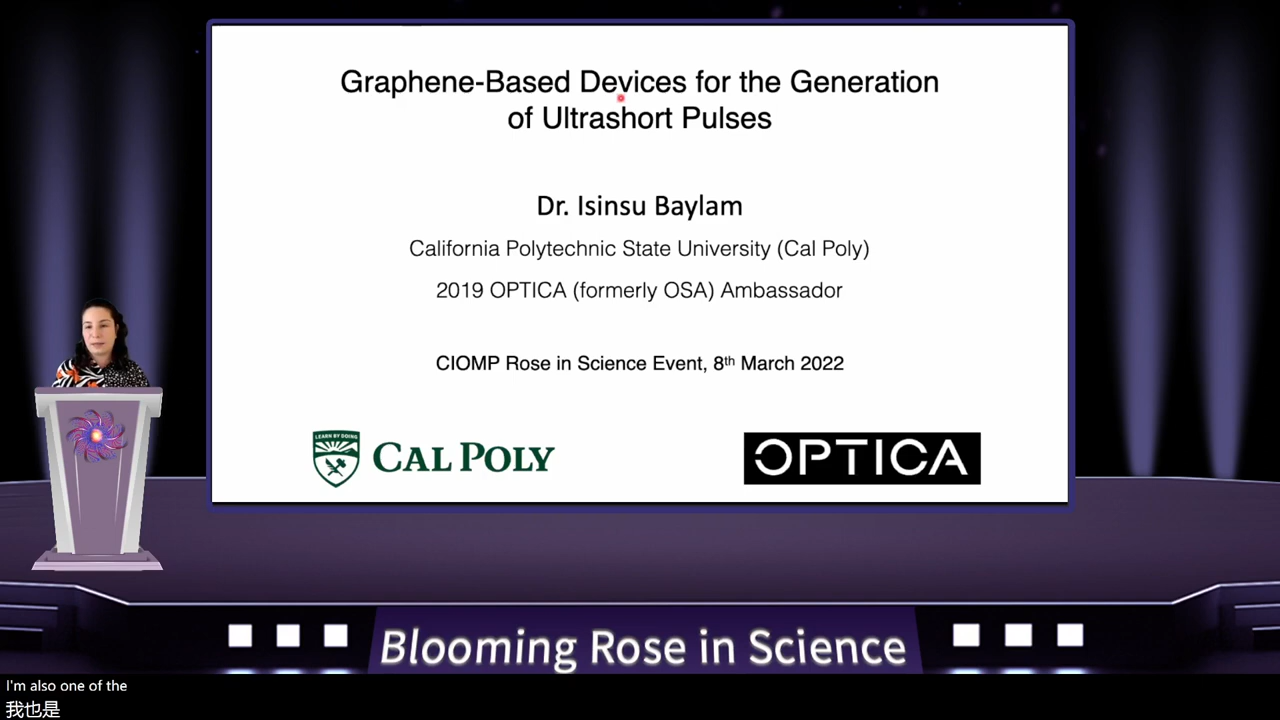 Graphene-Based Devices for the Generation
of Ultrashort Pulses
Dr. Isinsu Baylam
California Polytechnic State University (Cal Poly)
2019 OPTICA (formerly OSA) Ambassador
CIOMP Rose in Science Event, 8th March 2022
LEARN BY DOING
CAL POLY
OPTICA
Blooming Rose in Science
I'm also one of the
我也是